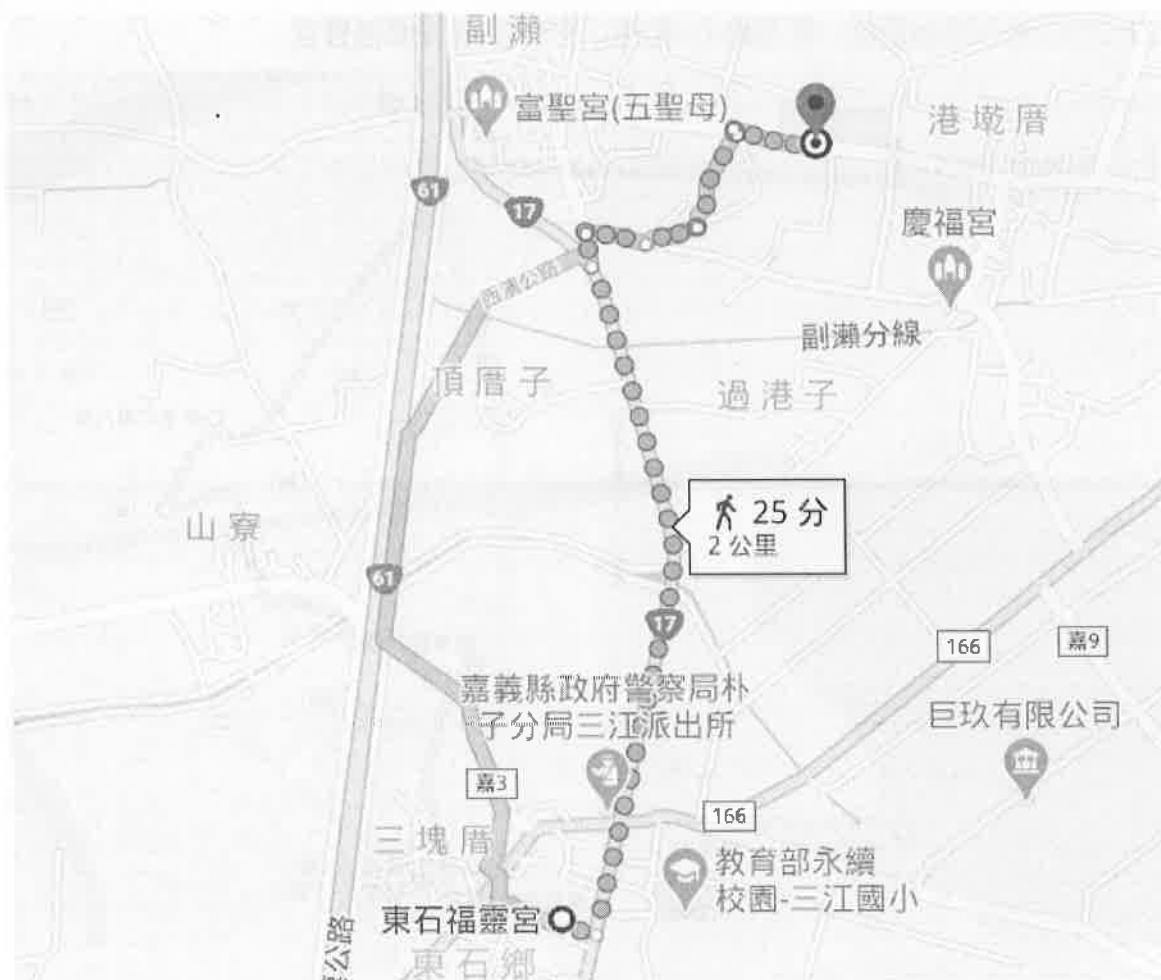 副瀨
富聖宮(五聖母)
港墘厝
61
17
慶福宮
西濱公路
副瀨分線
頂厝子
過港子
25 分
2 公里
山寮
61
17
166
嘉9
嘉義縣政府警察局朴
子分局三江派出所
巨玖有限公司
嘉3
166
三塊厝
教育部永續
校園-三江國小
東石福靈宮
東石鄉
公路